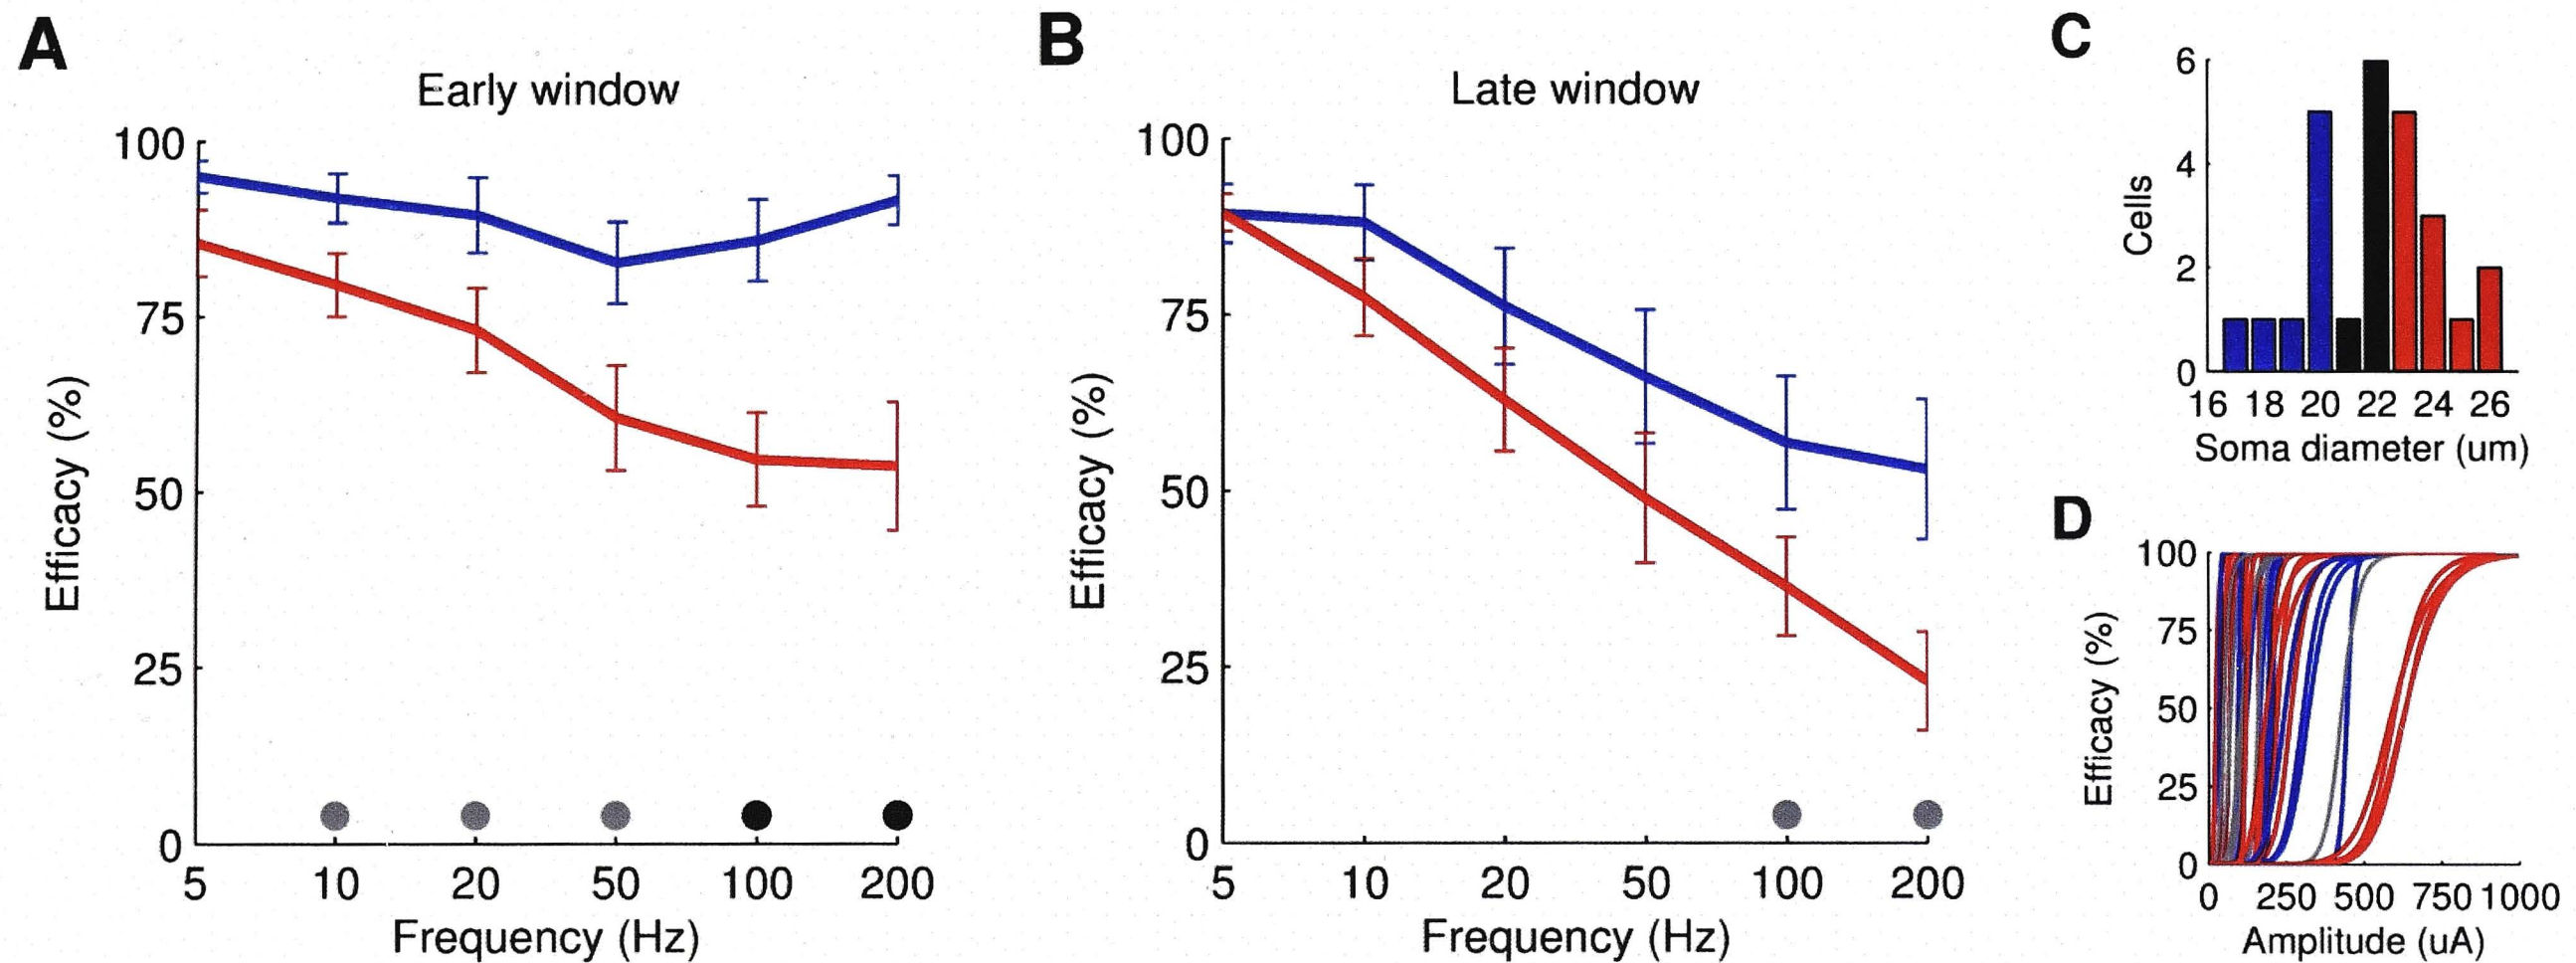 A
Early window
100
75
50
25
0
Efficacy (%)
5 10 20 50 100 200
Frequency (Hz)
B
Late window
100
75
50
25
0
Efficacy (%)
5 10 20 50 100 200
Frequency (Hz)
C
6
4
2
0
Cells
16 18 20 22 24 26
Soma diameter (um)
D
100
75
50
25
0
Efficacy (%)
0 250 500 750 1000
Amplitude (uA)